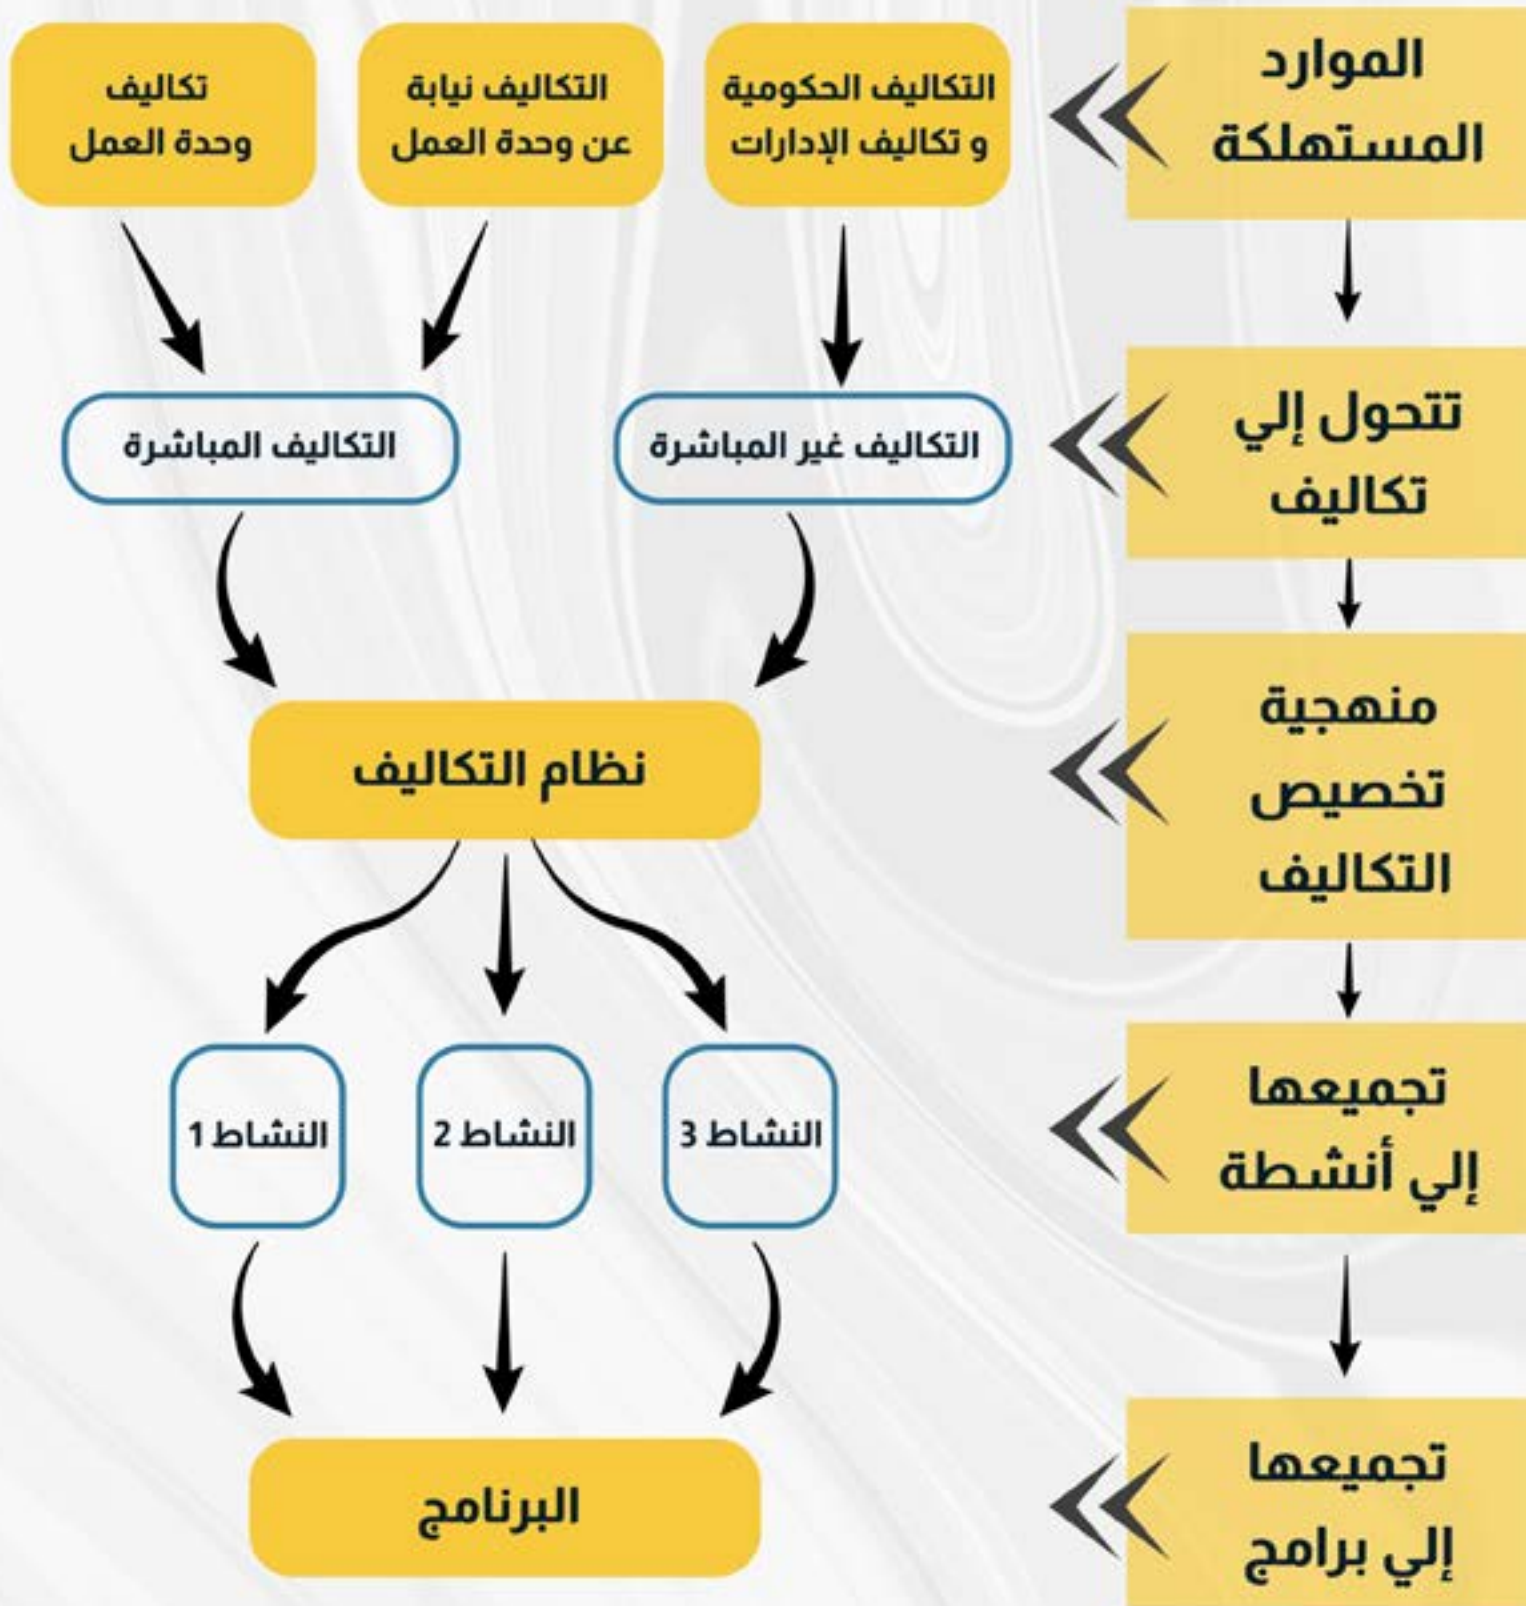 الموارد
المستهلكة
التكاليف الحكومية
و تكاليف الإدارات
التكاليف نيابة
عن وحدة العمل
تكاليف
وحدة العمل
تتحول إلي
تكاليف
التكاليف غير المباشرة
التكاليف المباشرة
منهجية
تخصيص
التكاليف
نظام التكاليف
تجميعها
إلي أنشطة
النشاط 3
النشاط 2
النشاط 1
تجميعها
إلي برامج
البرنامج